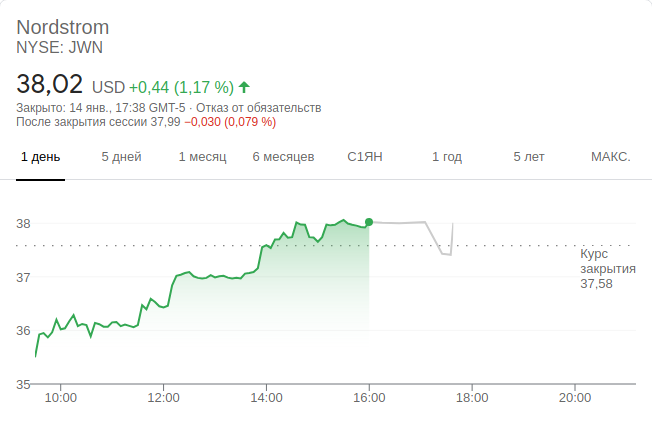 Nordstrom
NYSE: JWN
38,02 USD +0,44 (1,17 %)
Закрыто: 14 янв., 17:38 GMT-5 · Отказ от обязательств
После закрытия сессии 37,99 −0,030 (0,079 %)
1 день 5 дней 1 месяц 6 месяцев С1ЯН 1 год 5 лет МАКС.
38
Курс
закрытия
37,58
37
36
35
10:00 12:00 14:00 16:00 18:00 20:00